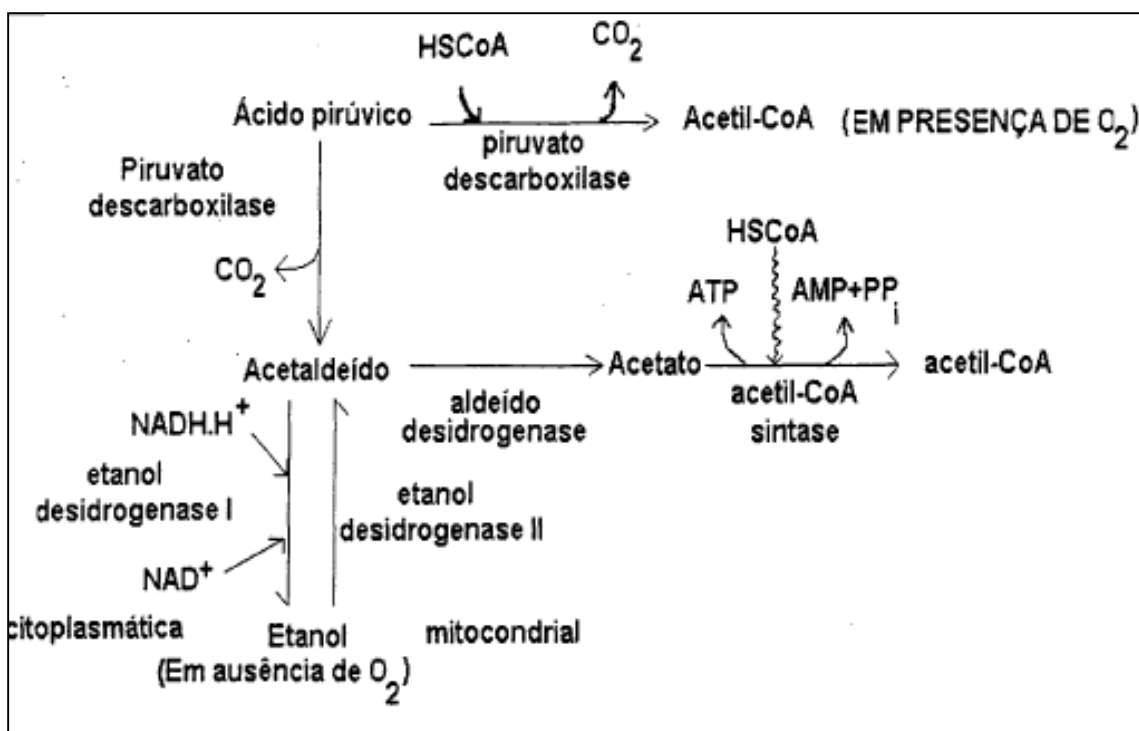 HSCoA
CO2
Ácido pirúvico
Acetil-CoA (EM PRESENÇA DE O2)
piruvato
descarboxilase
Piruvato
descarboxilase
CO2
HSCoA
ATP
AMP+PPi
Acetaldeído
Acetato
acetil-CoA
aldeído
desidrogenase
acetil-CoA
sintase
NADH.H+
etanol
desidrogenase I
etanol
desidrogenase II
NAD+
citoplasmática
Etanol
mitocondrial
(Em ausência de O2)